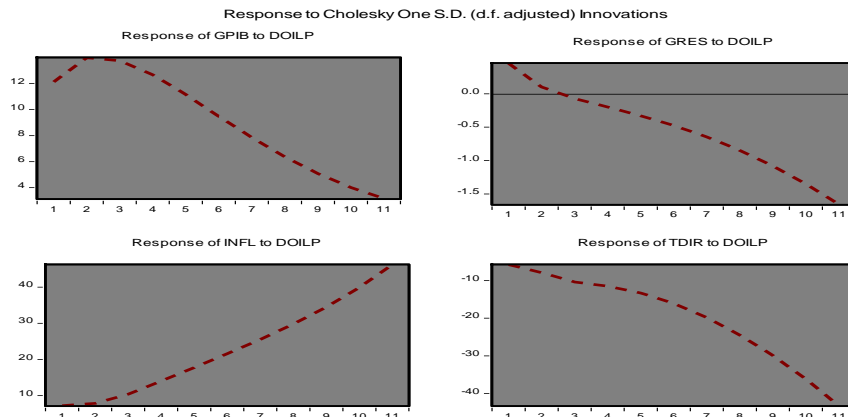 Response to Cholesky One S.D. (d.f. adjusted) Innovations
Response of GPIB to DOILP
12
10
8
6
4
1 2 3 4 5 6 7 8 9 10 11
Response of GRES to DOILP
0.0
-0.5
-1.0
-1.5
1 2 3 4 5 6 7 8 9 10 11
Response of INFL to DOILP
40
30
20
10
1 2 3 4 5 6 7 8 9 10 11
Response of TDIR to DOILP
-10
-20
-30
-40
1 2 3 4 5 6 7 8 9 10 11